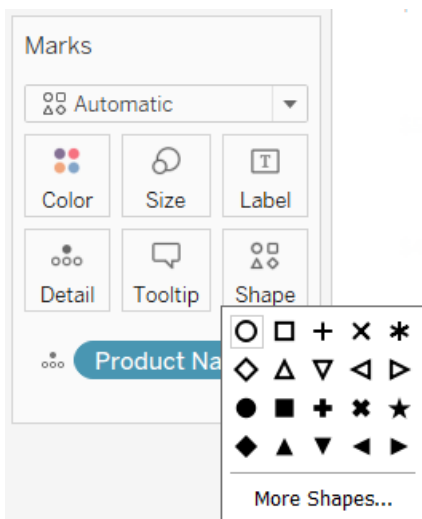 Marks
Automatic
Color Size Label
Detail Tooltip Shape
Product Na
More Shapes...